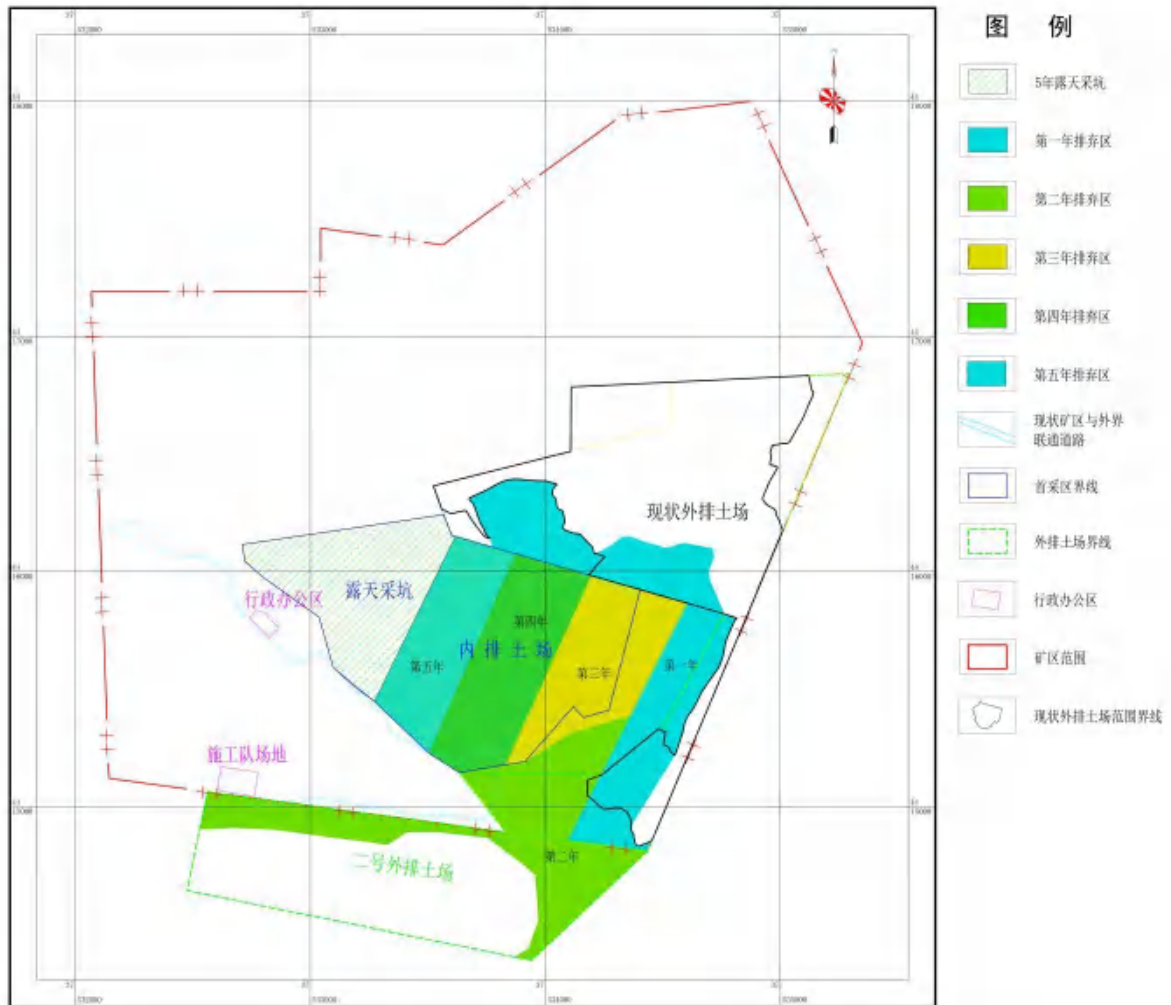 图 例
5年露天采坑
第一年排弃区
第二年排弃区
第三年排弃区
第四年排弃区
第五年排弃区
现状矿区与外界
联通道路
首采区界线
外排土场界线
行政办公区
矿区范围
现状外排土场范围界线
现状外排土场
露天采坑
行政办公区
第四年
内排土场
第五年
第三年
第一年
施工队场地
第二年
二号外排土场